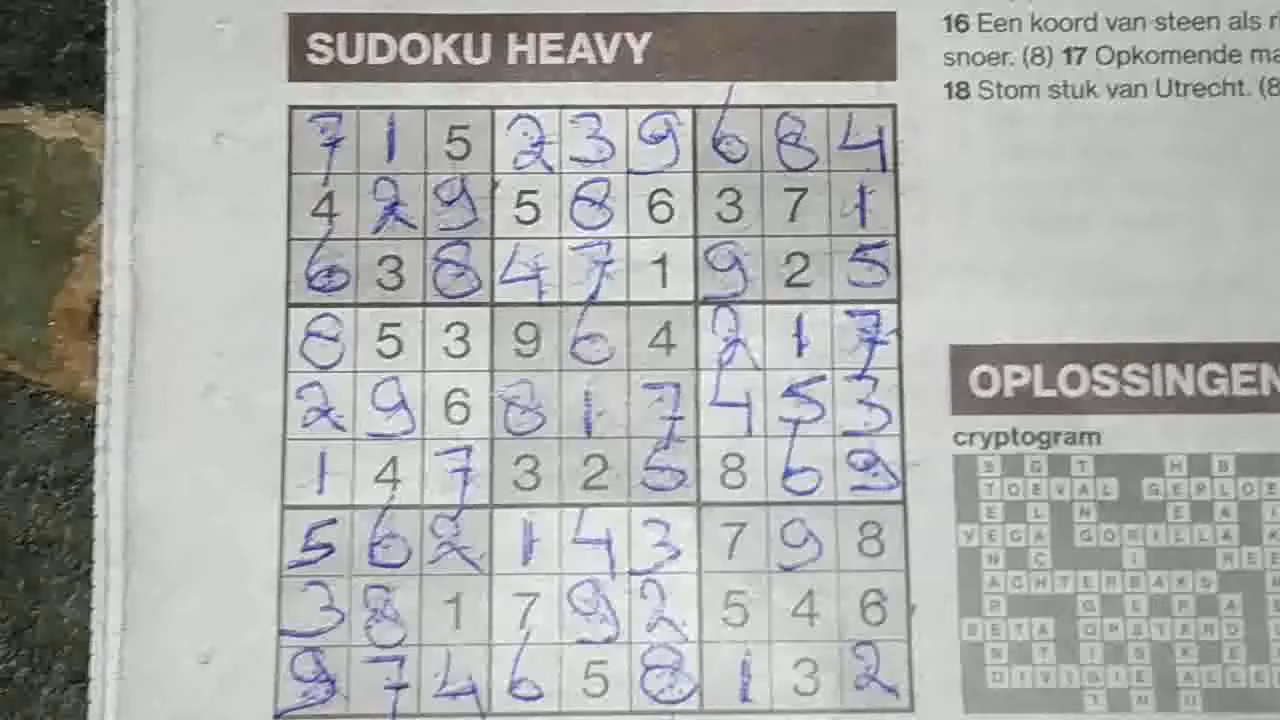 SUDOKU HEAVY
7 1 5 2 3 9 6 8 4
4 2 9 5 8 6 3 7 1
6 3 8 4 7 1 9 2 5
8 5 3 9 6 4 2 1 7
2 9 6 8 1 7 4 5 3
1 4 7 3 2 5 8 6 9
5 6 2 1 4 3 7 9 8
3 8 1 7 9 2 5 4 6
9 7 4 6 5 8 1 3 2
16 Een koord van steen als
snoer. (8) 17 Opkomende
18 Stom stuk van Utrecht. (8
OPLOSSINGEN
cryptogram
TOEVAL
VEGA GORILLA
ACHTERBAKS
BETA